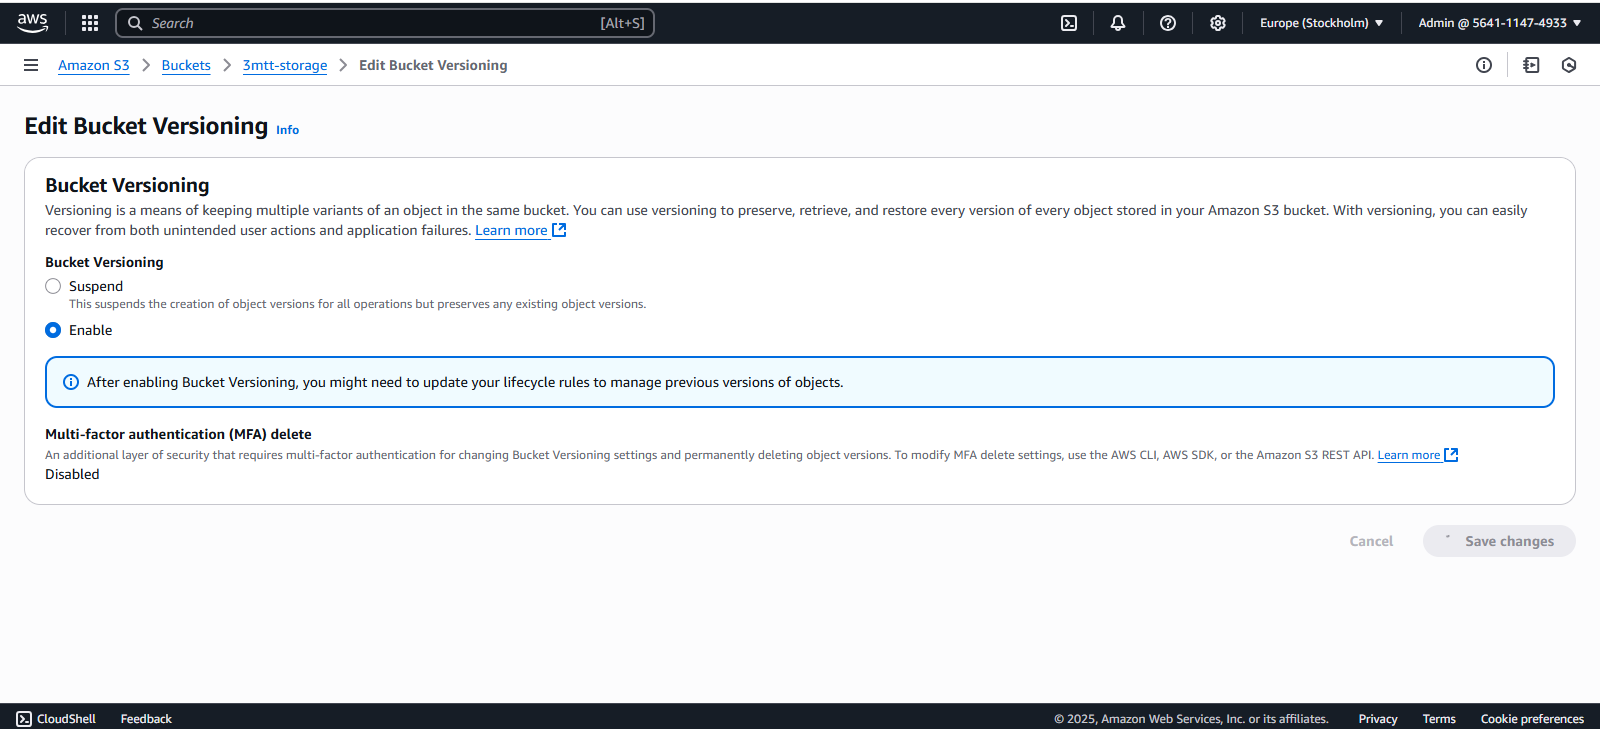 aws Search [Alt+S] Europe (Stockholm) Admin @ 5641-1147-4933
Amazon S3 Buckets 3mtt-storage Edit Bucket Versioning
Edit Bucket Versioning Info
Bucket Versioning
Versioning is a means of keeping multiple variants of an object in the same bucket. You can use versioning to preserve, retrieve, and restore every version of every object stored in your Amazon S3 bucket. With versioning, you can easily
recover from both unintended user actions and application failures. Learn more
Bucket Versioning
Suspend
This suspends the creation of object versions for all operations but preserves any existing object versions.
Enable
After enabling Bucket Versioning, you might need to update your lifecycle rules to manage previous versions of objects.
Multi-factor authentication (MFA) delete
An additional layer of security that requires multi-factor authentication for changing Bucket Versioning settings and permanently deleting object versions. To modify MFA delete settings, use the AWS CLI, AWS SDK, or the Amazon S3 REST API. Learn more
Disabled
Cancel Save changes
CloudShell Feedback © 2025, Amazon Web Services, Inc. or its affiliates. Privacy Terms Cookie preferences